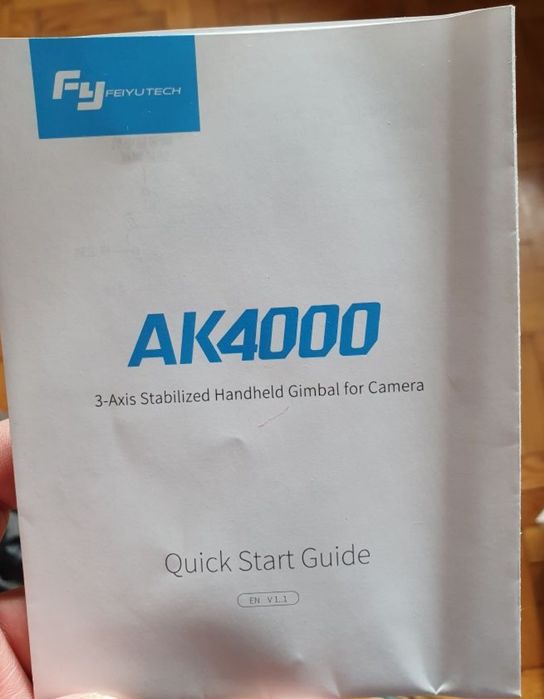 Fy FEIYUTECH
AK4000
3-Axis Stabilized Handheld Gimbal for Camera
Quick Start Guide
EN V1.1